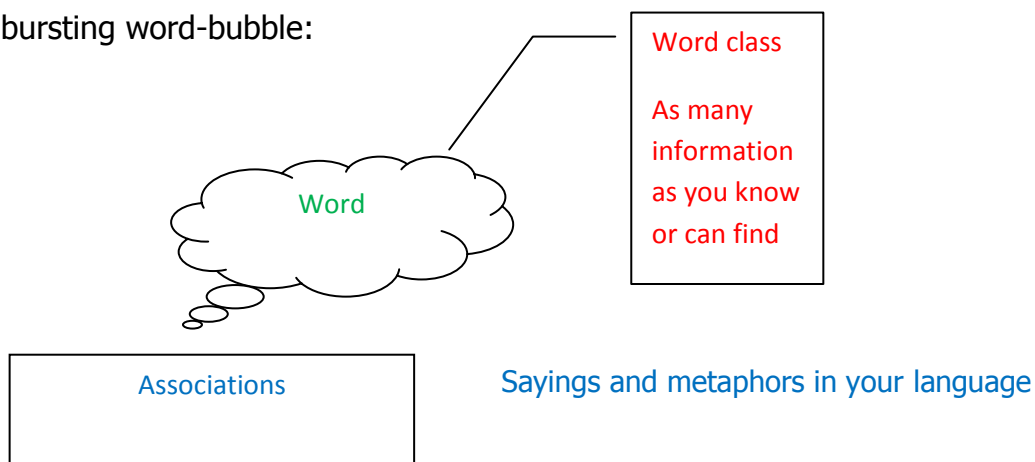 bursting word-bubble:
Word class
As many
information
as you know
or can find
Word
Associations
Sayings and metaphors in your language